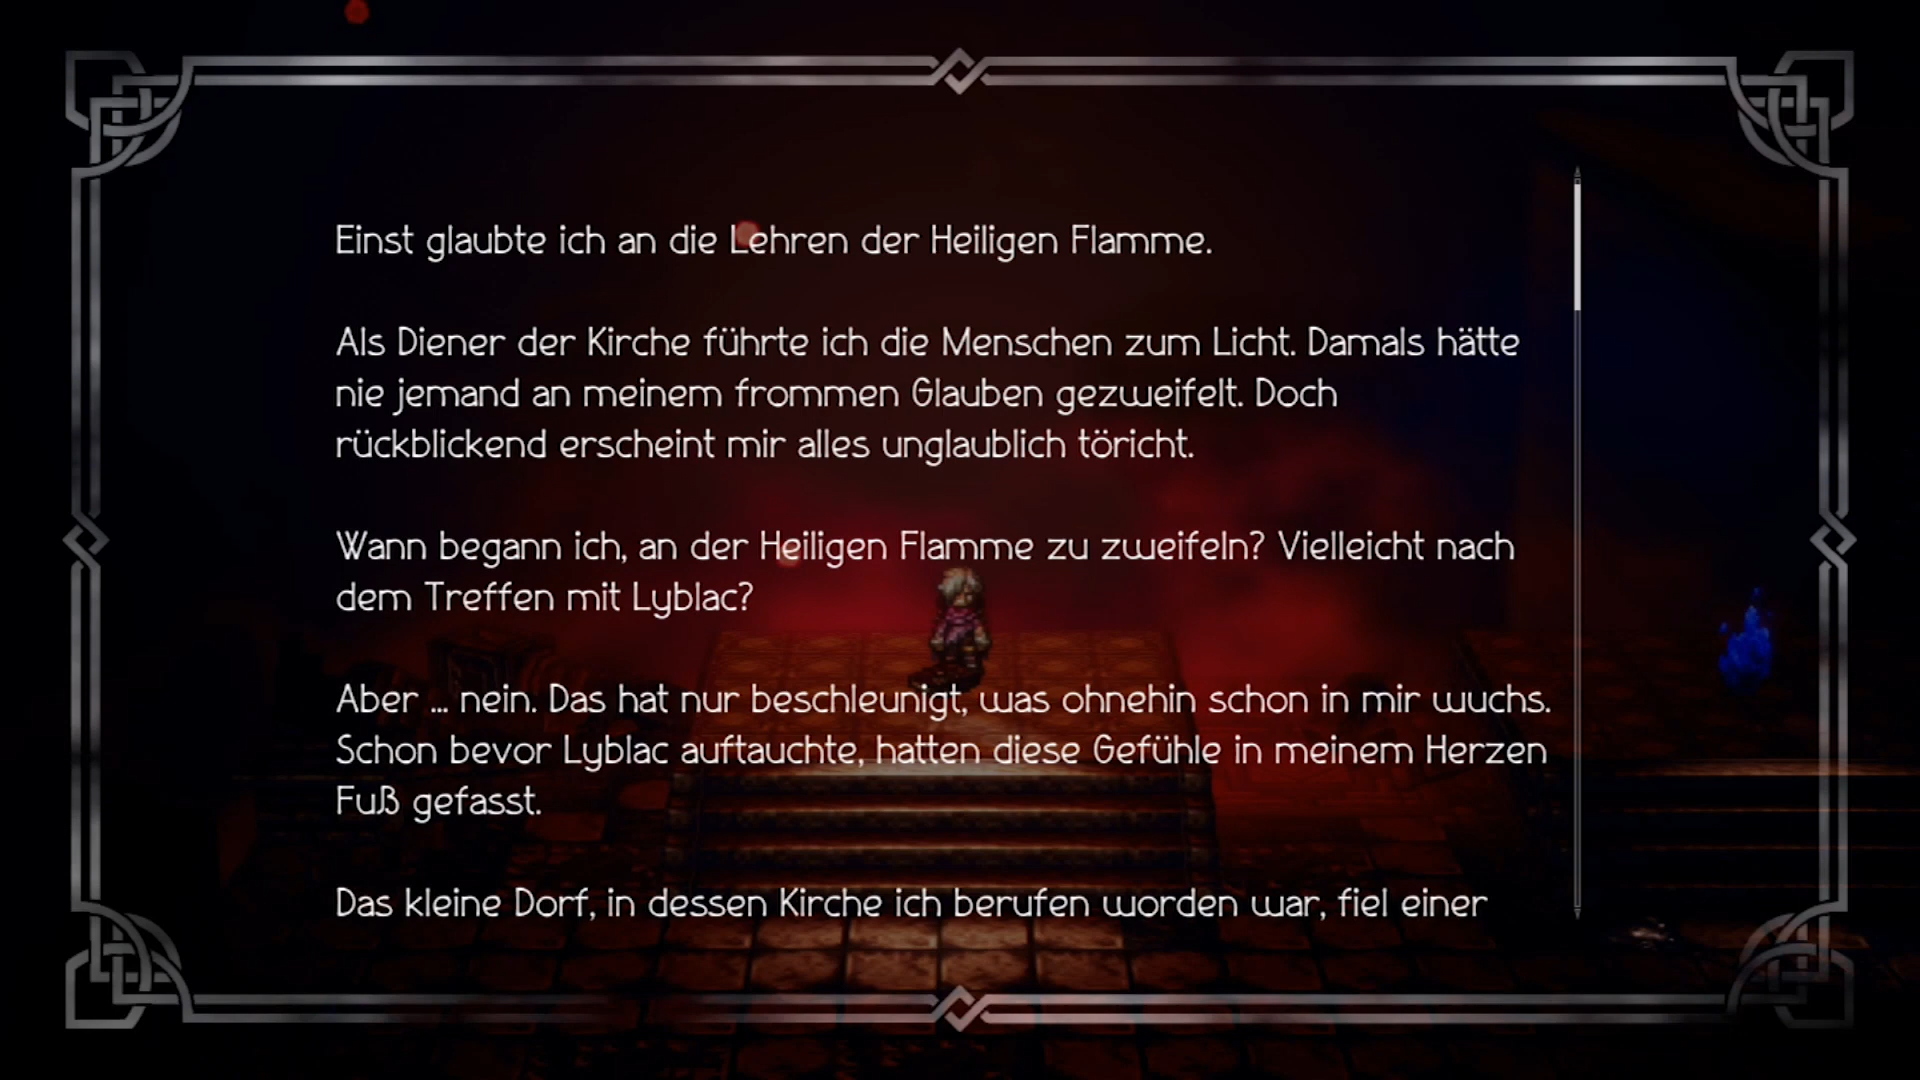 Einst glaubte ich an die Lehren der Heiligen Flamme.
Als Diener der Kirche führte ich die Menschen zum Licht. Damals hätte
nie jemand an meinem frommen Glauben gezweifelt. Doch
rückblickend erscheint mir alles unglaublich töricht.
Wann begann ich, an der Heiligen Flamme zu zweifeln? Vielleicht nach
dem Treffen mit Lyblac?
Aber ... nein. Das hat nur beschleunigt, was ohnehin schon in mir wuchs.
Schon bevor Lyblac auftauchte, hatten diese Gefühle in meinem Herzen
Fuß gefasst.
Das kleine Dorf, in dessen Kirche ich berufen worden war, fiel einer